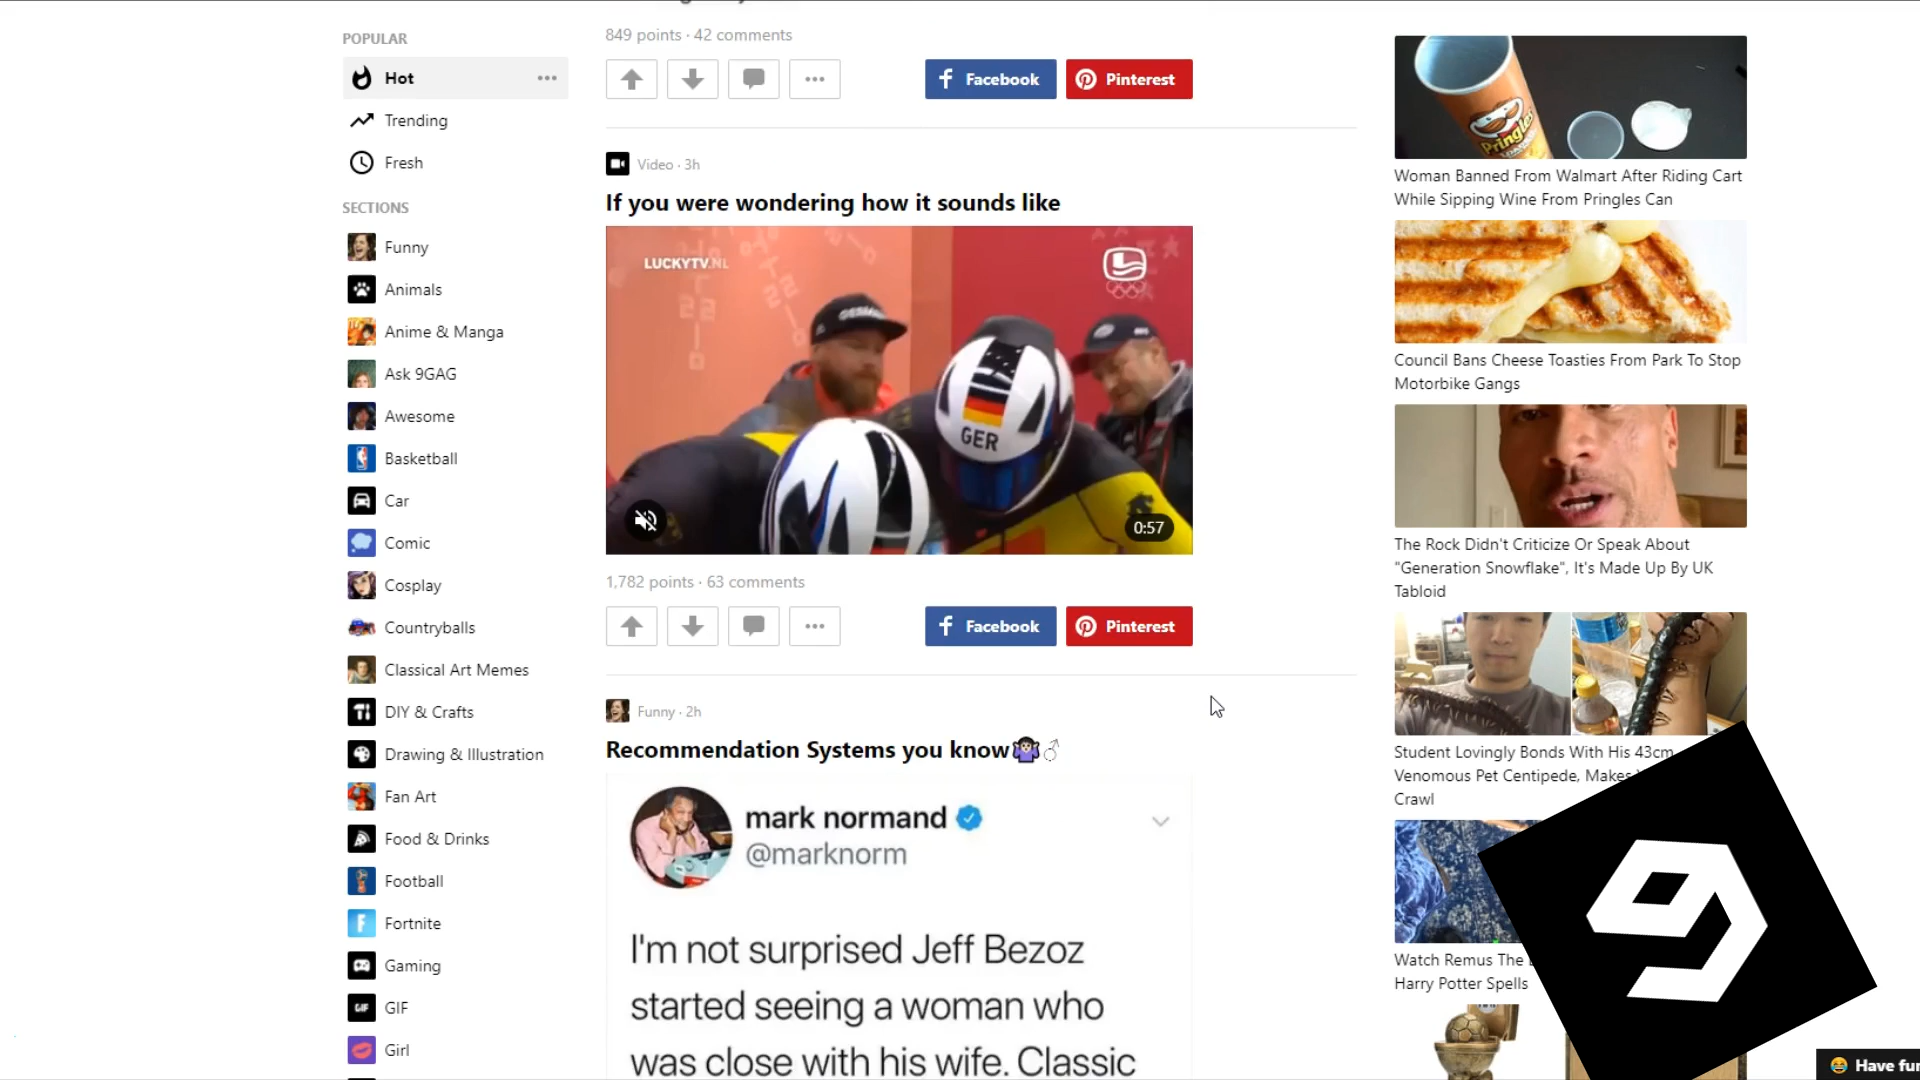 849 points · 42 comments
Facebook
Pinterest
POPULAR
Hot
Trending
Fresh
SECTIONS
Funny
Animals
Anime & Manga
Ask 9GAG
Awesome
Basketball
Car
Comic
Cosplay
Countryballs
Classical Art Memes
DIY & Crafts
Drawing & Illustration
Fan Art
Food & Drinks
Football
Fortnite
Gaming
GIF
Girl
Video · 3h
If you were wondering how it sounds like
LUCKYTV.NL
GERMANY
GER
0:57
1,782 points · 63 comments
Facebook
Pinterest
Funny · 2h
Recommendation Systems you know🤷🏻‍♂
mark normand
@marknorm
I'm not surprised Jeff Bezoz
started seeing a woman who
was close with his wife. Classic
Pringles
Woman Banned From Walmart After Riding Cart
While Sipping Wine From Pringles Can
Council Bans Cheese Toasties From Park To Stop
Motorbike Gangs
The Rock Didn't Criticize Or Speak About
"Generation Snowflake", It's Made Up By UK
Tabloid
Student Lovingly Bonds With His 43cm
Venomous Pet Centipede, Makes
Crawl
Watch Remus The
Harry Potter Spells
9
😂 Have fun